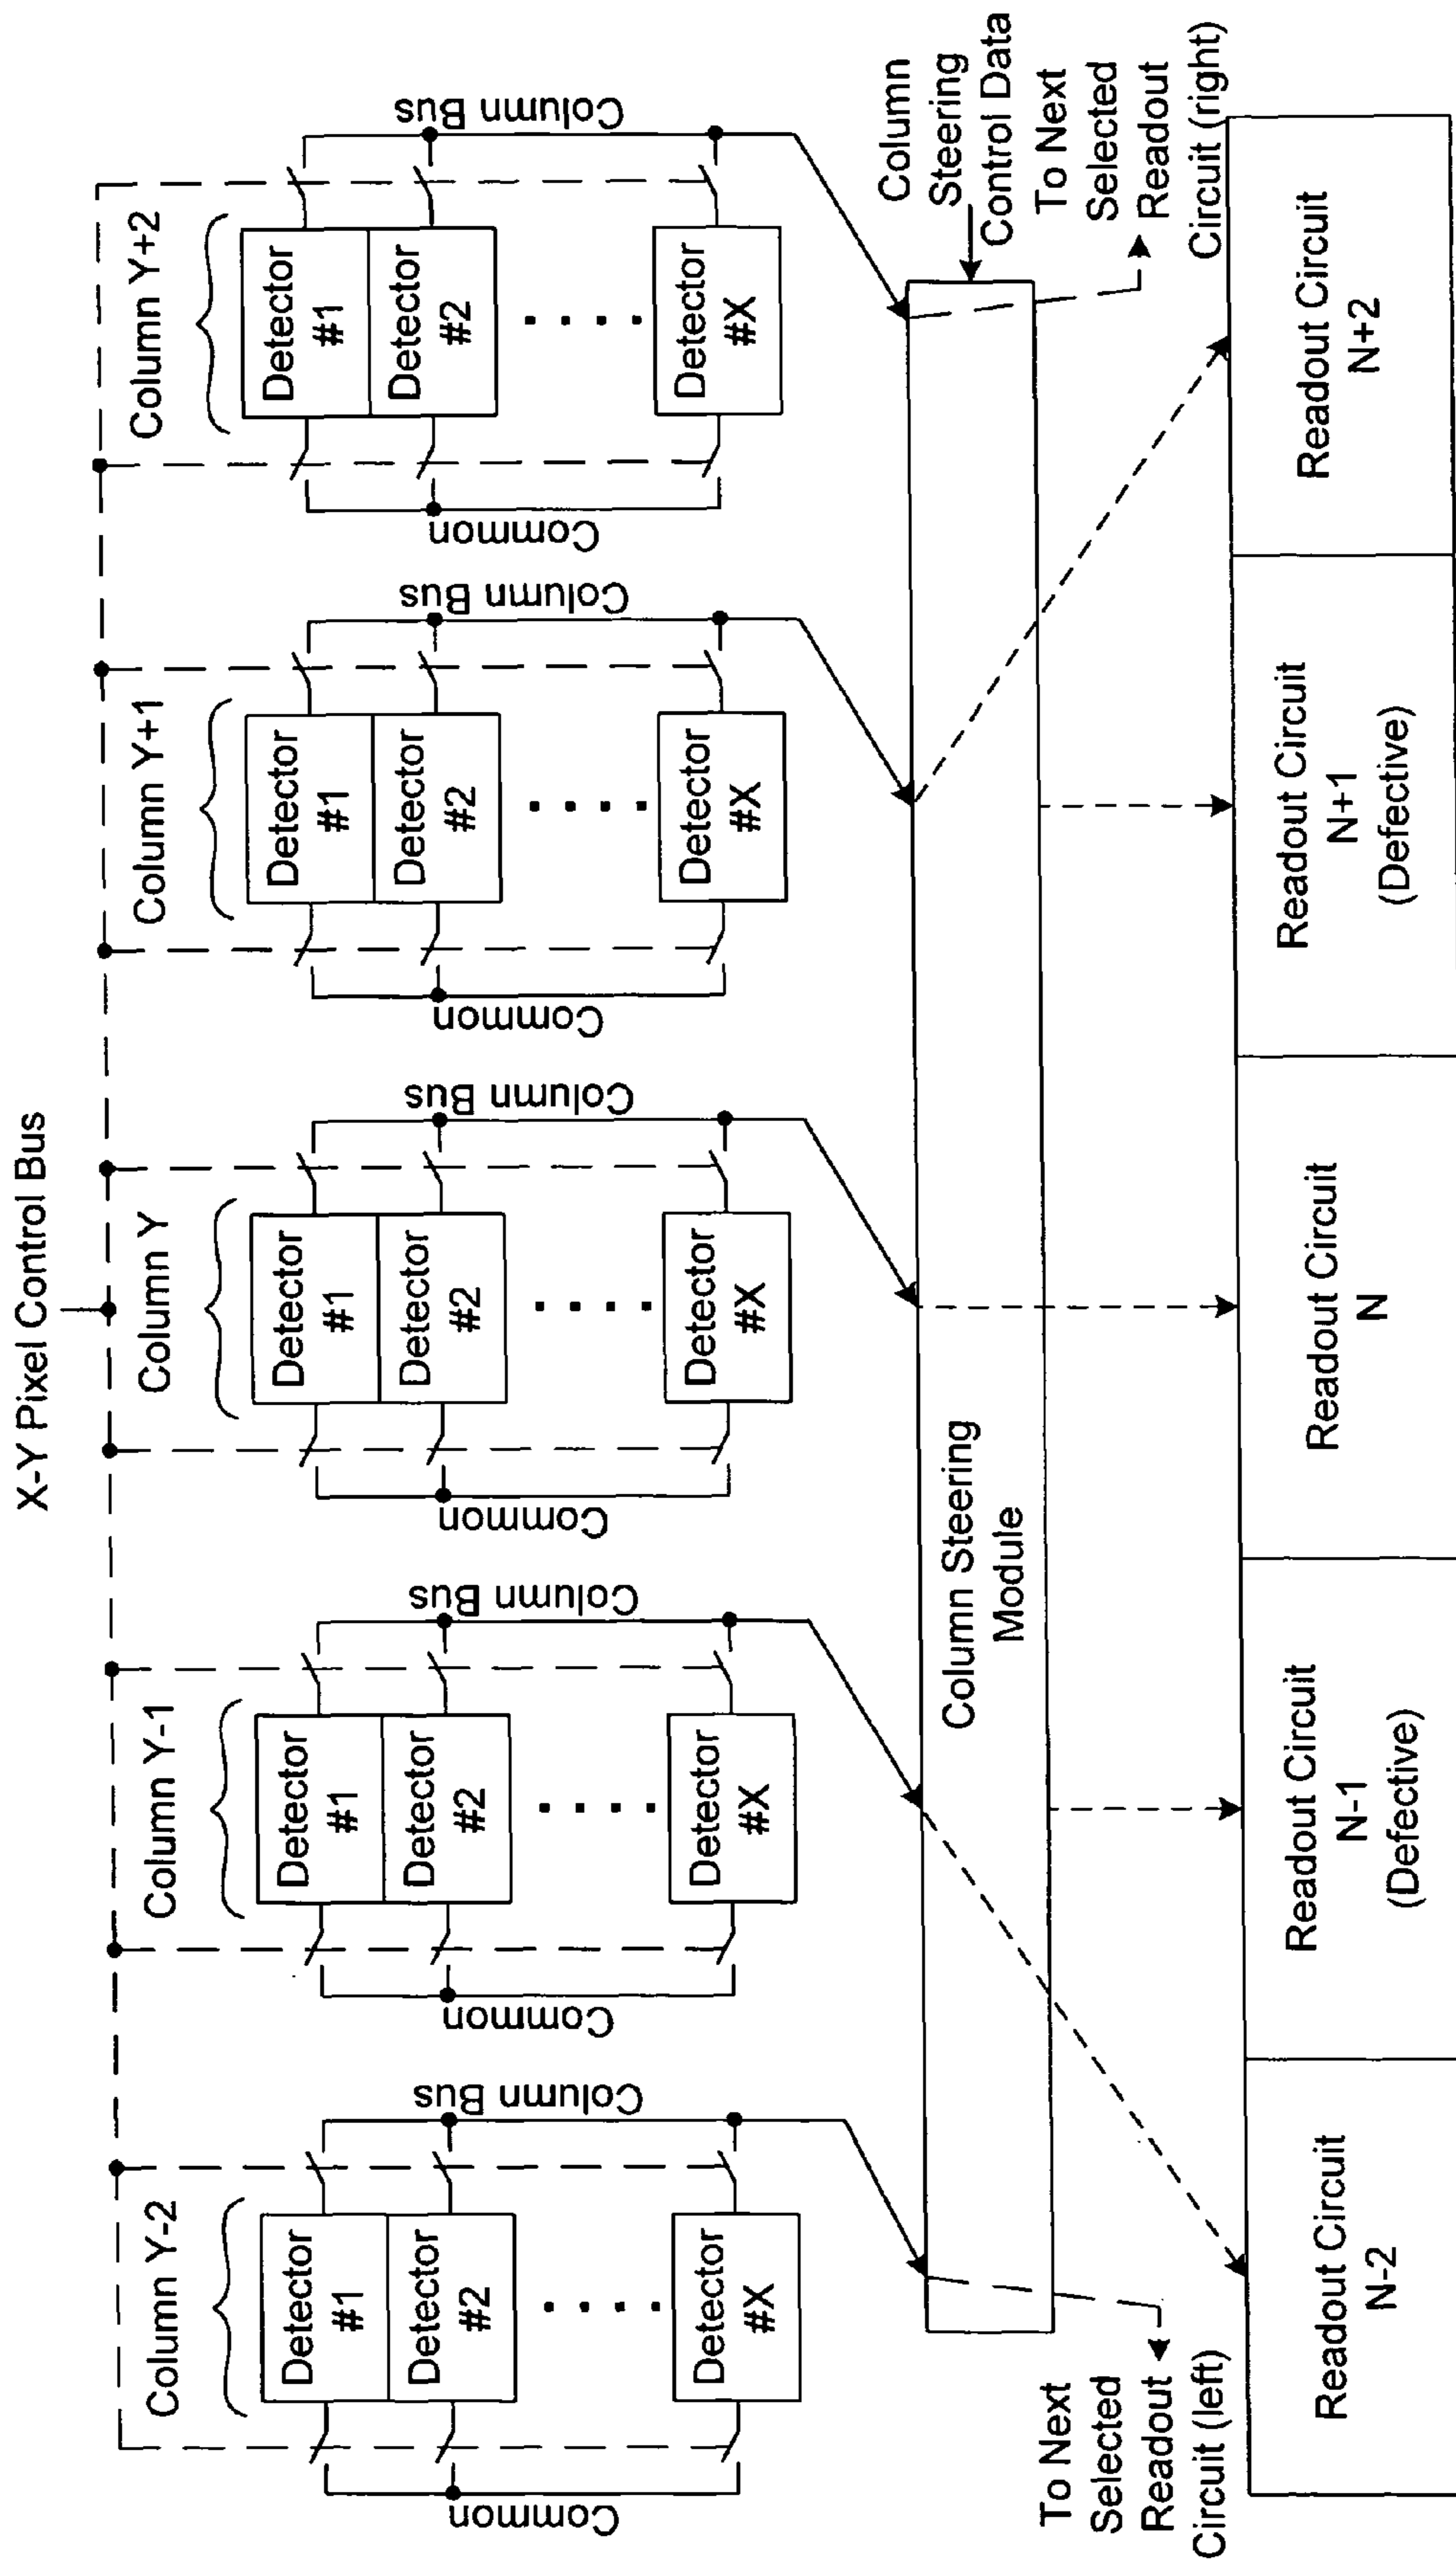 X-Y Pixel Control Bus
Column Y-2
Column Y-1
Column Y
Column Y+1
Column Y+2
Common
Detector
#1
Detector
#2
Detector
#X
Column Bus
Common
Detector
#1
Detector
#2
Detector
#X
Column Bus
Common
Detector
#1
Detector
#2
Detector
#X
Column Bus
Common
Detector
#1
Detector
#2
Detector
#X
Column Bus
Common
Detector
#1
Detector
#2
Detector
#X
Column Bus
Column Steering
Module
Column
Steering
Control Data
To Next
Selected
Readout
Circuit (left)
To Next
Selected
Readout
Circuit (right)
Readout Circuit
N-2
Readout Circuit
N-1
(Defective)
Readout Circuit
N
Readout Circuit
N+1
(Defective)
Readout Circuit
N+2